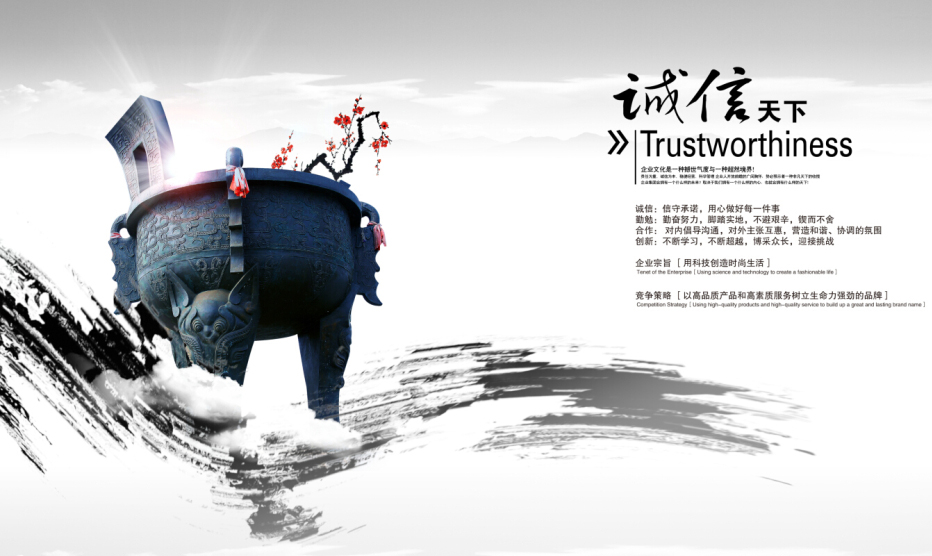 诚信天下
Trustworthiness
企业文化是一种撼世气度与一种超然境界！
诚信：信守承诺，用心做好每一件事
勤勉：勤奋努力，脚踏实地，不避艰辛，锲而不舍
合作： 对内倡导沟通，对外主张互惠，营造和谐、协调的氛围
创新：不断学习，不断超越，博采众长，迎接挑战
企业宗旨 [ 用科技创造时尚生活 ]
Tenet of the Enterprise [ Using science and technology to create a fashionable life ]
竞争策略 [ 以高品质产品和高素质服务树立生命力强劲的品牌 ]
Competition Strategy [ Using high-quality products and high-quality service to build up a great and lasting brand name ]